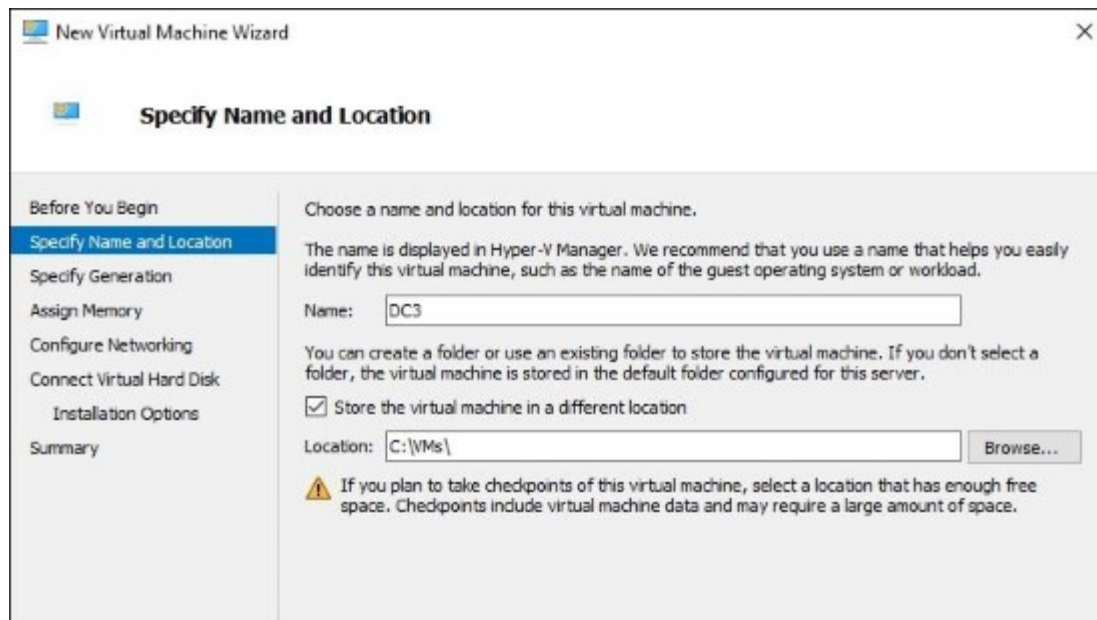 New Virtual Machine Wizard
Specify Name and Location
Before You Begin
Specify Name and Location
Specify Generation
Assign Memory
Configure Networking
Connect Virtual Hard Disk
Installation Options
Summary
Choose a name and location for this virtual machine.
The name is displayed in Hyper-V Manager. We recommend that you use a name that helps you easily
identify this virtual machine, such as the name of the guest operating system or workload.
Name: DC3
You can create a folder or use an existing folder to store the virtual machine. If you don't select a
folder, the virtual machine is stored in the default folder configured for this server.
Store the virtual machine in a different location
Location: C:\VMs\ Browse...
If you plan to take checkpoints of this virtual machine, select a location that has enough free
space. Checkpoints include virtual machine data and may require a large amount of space.